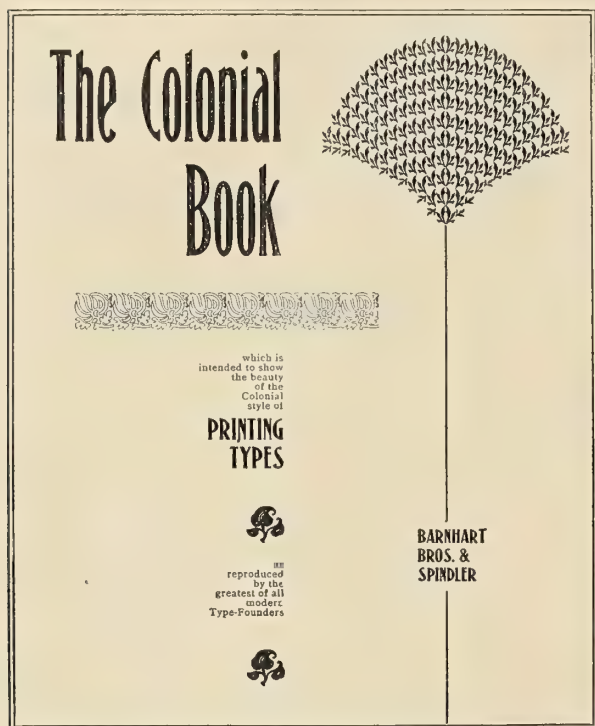 The Colonial
Book
which is
intended to show
the beauty
of the
Colonial
style of
PRINTING
TYPES
reproduced
by the
greatest of all
modern
Type-Founders
BARNHART
BROS. &
SPINDLER